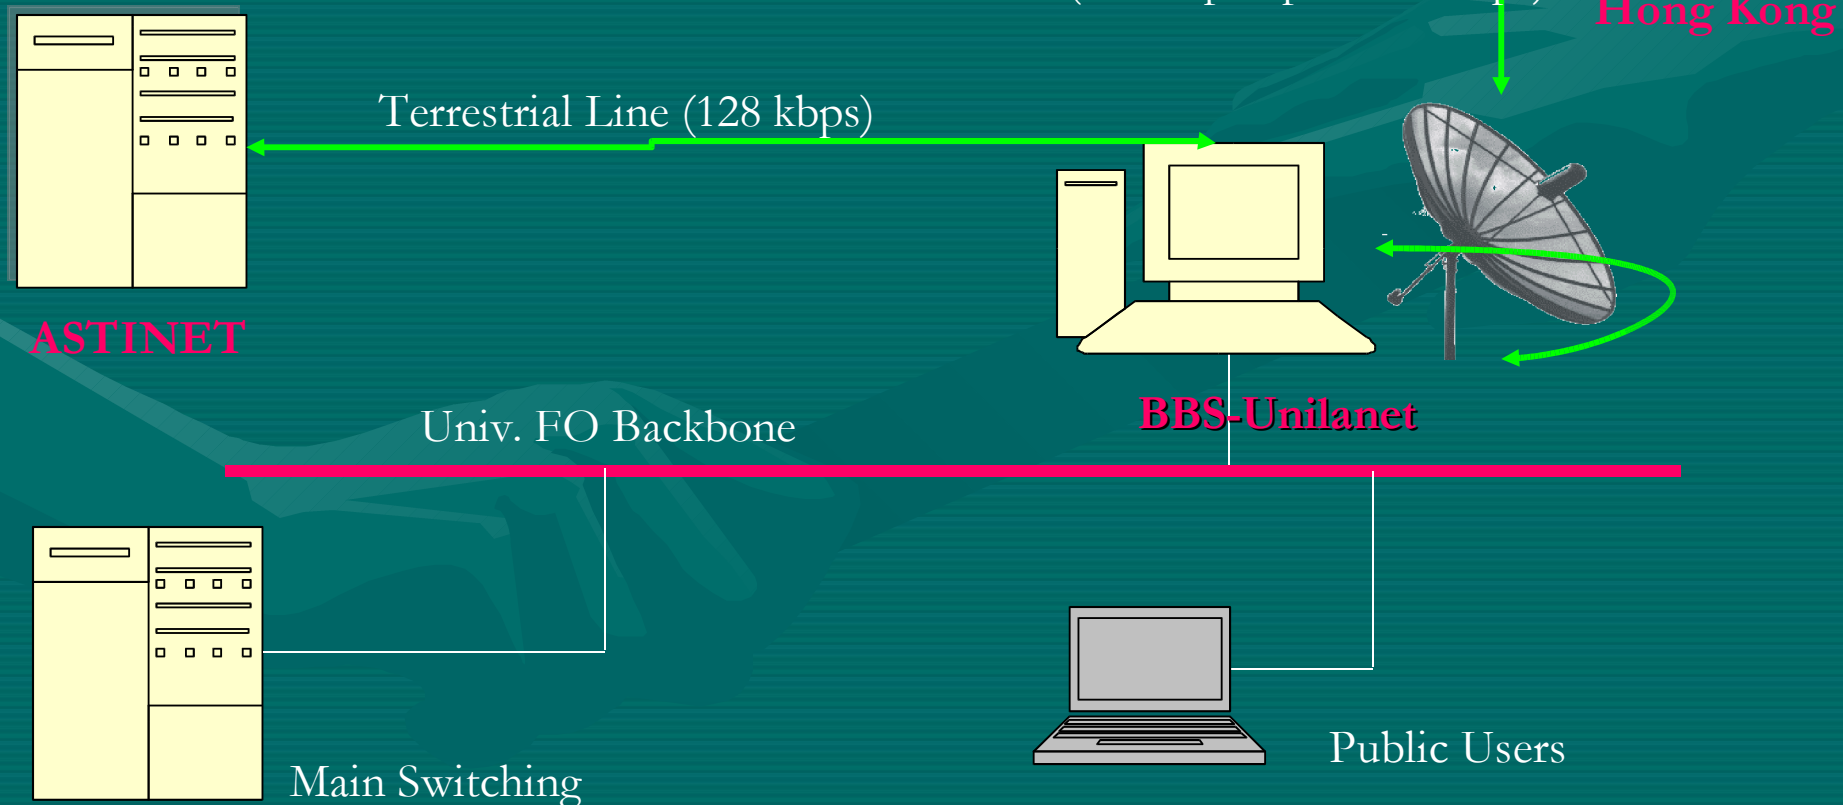 Hong Kong
Terrestrial Line (128 kbps)
ASTINET
BBS-Unilanet
Univ. FO Backbone
Public Users
Main Switching